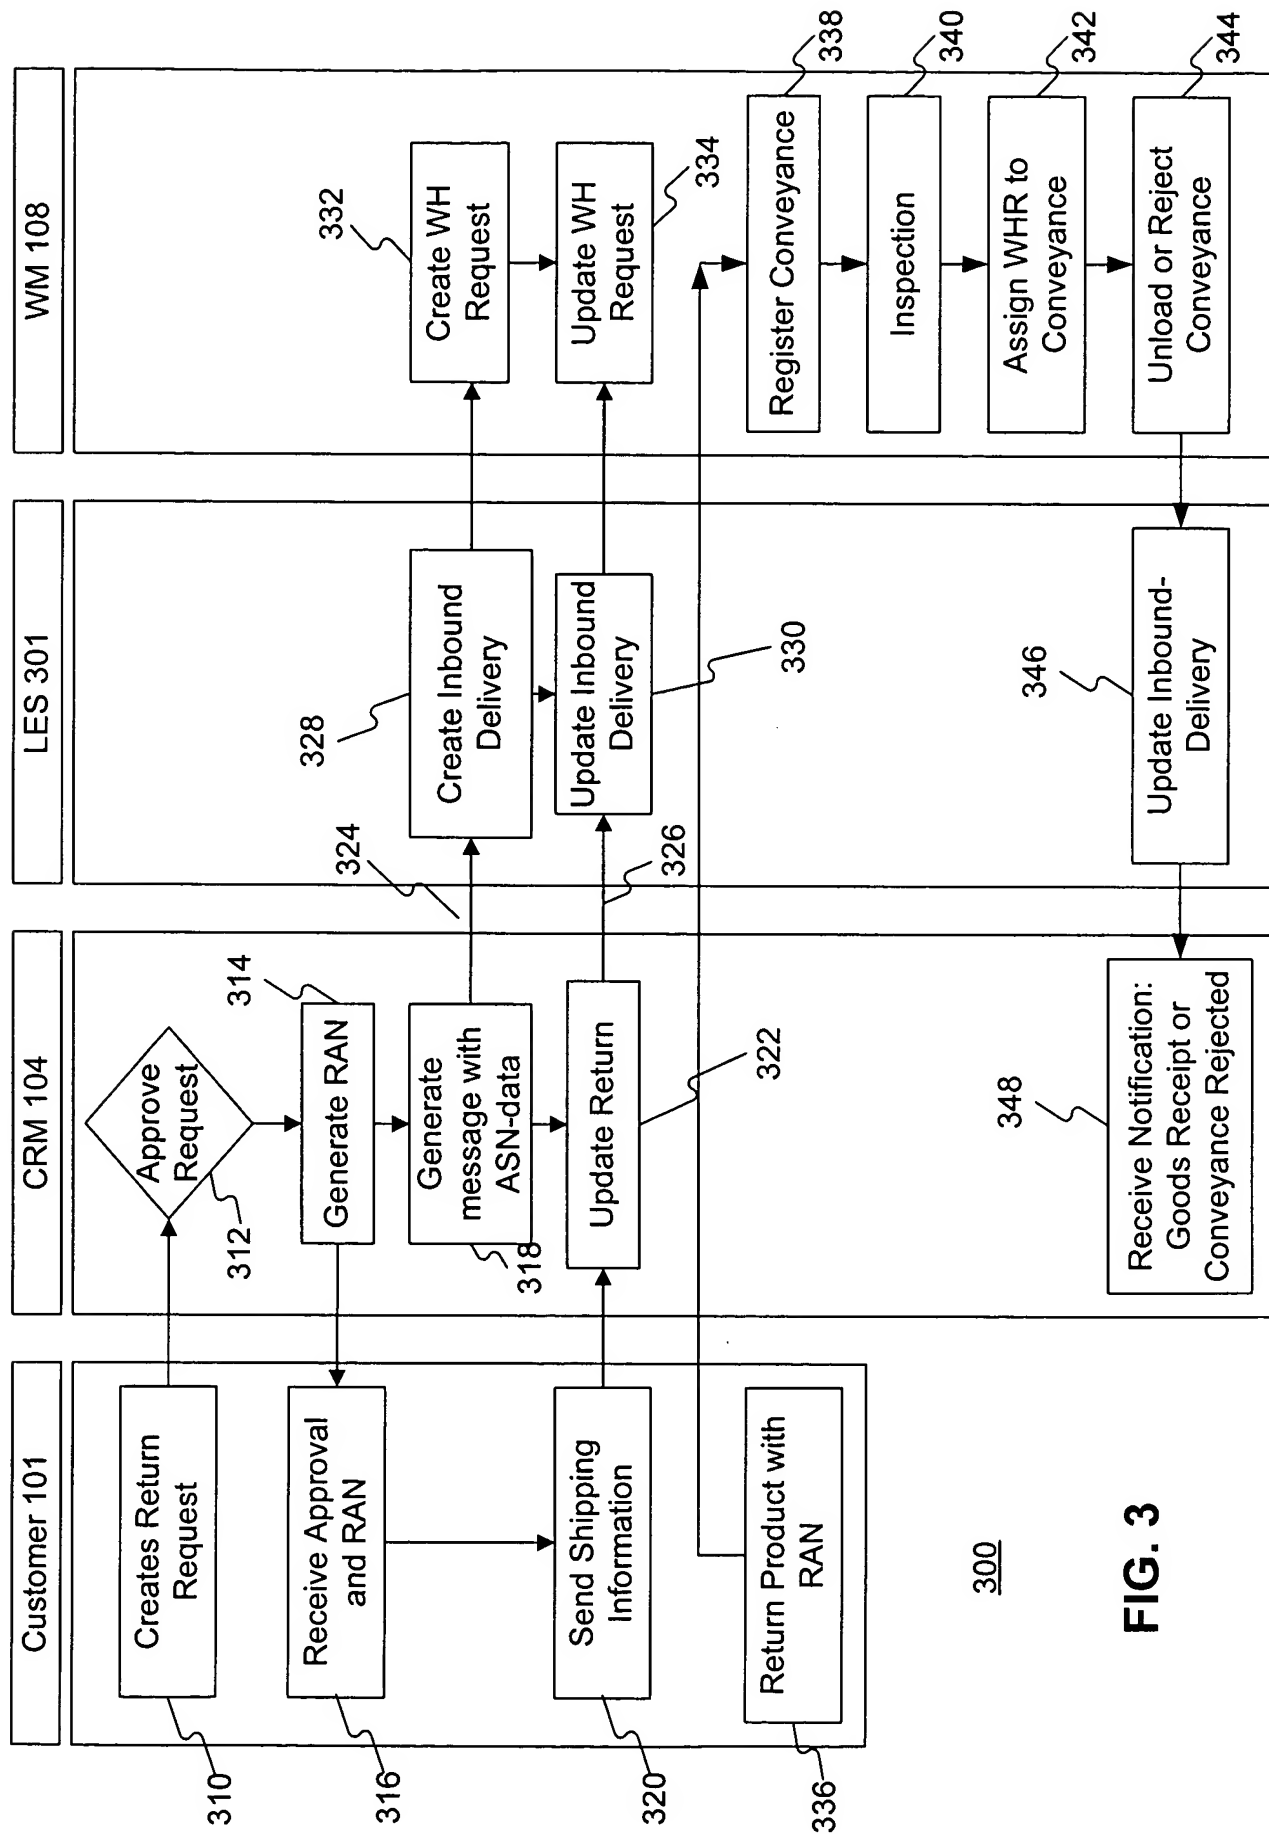 Customer 101
CRM 104
LES 301
WM 108
310
Creates Return
Request
Approve
Request
312
314
Generate RAN
316
Receive Approval
and RAN
Generate
message with
ASN-data
318
324
328
Create Inbound
Delivery
332
Create WH
Request
320
Send Shipping
Information
Update Return
322
326
Update Inbound
Delivery
330
Update WH
Request
334
336
Return Product with
RAN
Register Conveyance
338
Inspection
340
Assign WHR to
Conveyance
342
Unload or Reject
Conveyance
344
346
Update Inbound-
Delivery
348
Receive Notification:
Goods Receipt or
Conveyance Rejected
300
FIG. 3